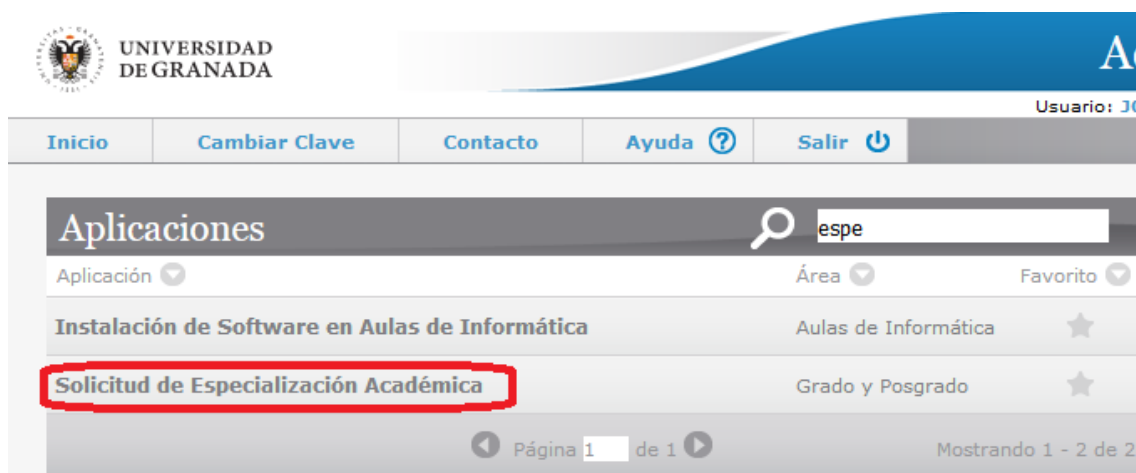 UNIVERSIDAD
DE GRANADA
Usuario:
Inicio Cambiar Clave Contacto Ayuda ? Salir
Aplicaciones espe
Aplicación Área Favorito
Instalación de Software en Aulas de Informática Aulas de Informática
Solicitud de Especialización Académica Grado y Posgrado
Página 1 de 1 Mostrando 1 - 2 de 2